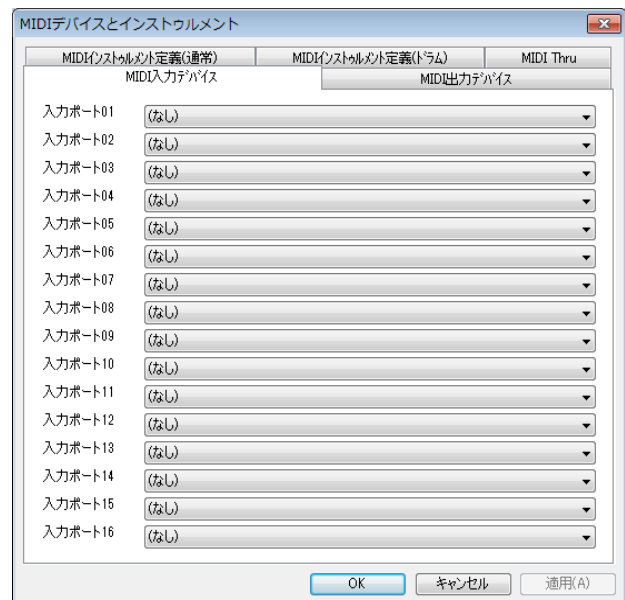 MIDIデバイスとインストゥルメント
MIDIインストゥルメント定義(通常) MIDIインストゥルメント定義(ドラム) MIDI Thru
MIDI入力デバイス MIDI出力デバイス
入力ポート01 (なし)
入力ポート02 (なし)
入力ポート03 (なし)
入力ポート04 (なし)
入力ポート05 (なし)
入力ポート06 (なし)
入力ポート07 (なし)
入力ポート08 (なし)
入力ポート09 (なし)
入力ポート10 (なし)
入力ポート11 (なし)
入力ポート12 (なし)
入力ポート13 (なし)
入力ポート14 (なし)
入力ポート15 (なし)
入力ポート16 (なし)
OK キャンセル 適用(A)